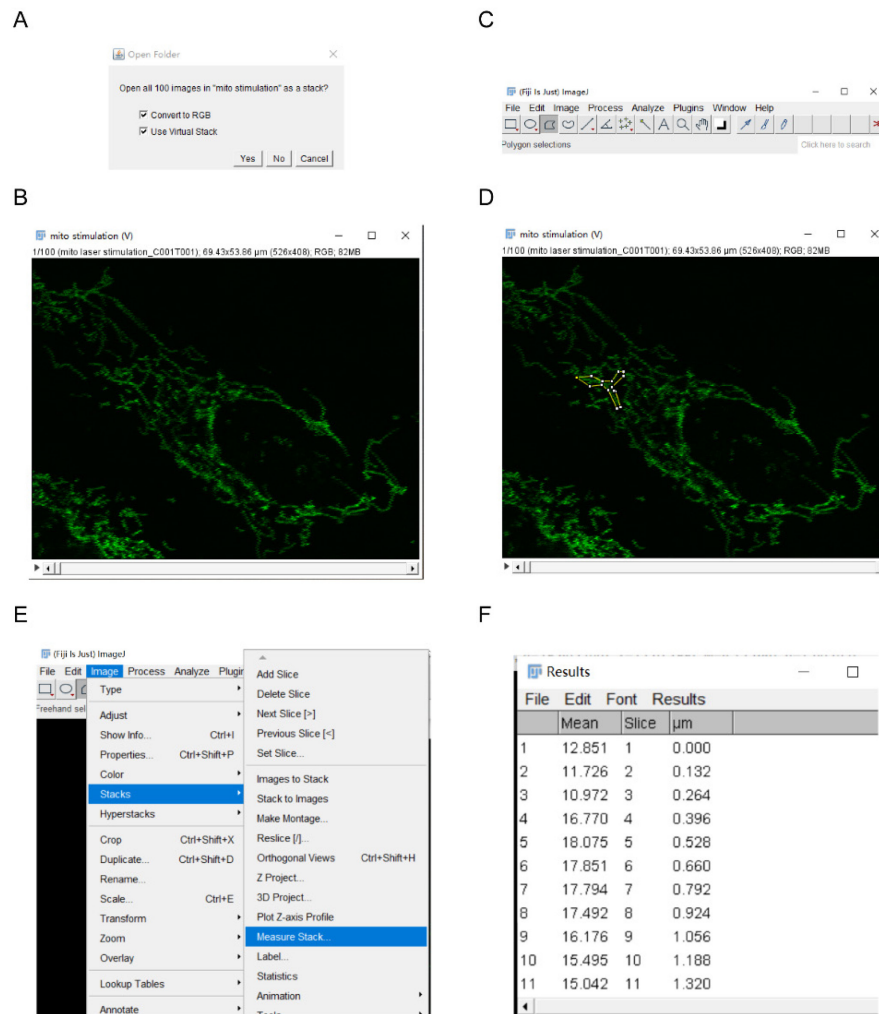 A
Open Folder
Open all 100 images in "mito stimulation" as a stack?
Convert to RGB
Use Virtual Stack
Yes No Cancel
C
(Fiji Is Just) ImageJ
File Edit Image Process Analyze Plugins Window Help
Polygon selections
Click here to search
B
mito stimulation (V)
1/100 (mito laser stimulation_C001T001); 69.43x53.86 µm (526x408); RGB; 82MB
D
mito stimulation (V)
1/100 (mito laser stimulation_C001T001); 69.43x53.86 µm (526x408); RGB; 82MB
E
(Fiji Is Just) ImageJ
File Edit Image Process Analyze Plugin
Freehand sel
Type
Adjust
Show Info... Ctrl+I
Properties... Ctrl+Shift+P
Color
Stacks
Hyperstacks
Crop Ctrl+Shift+X
Duplicate... Ctrl+Shift+D
Rename...
Scale... Ctrl+E
Transform
Zoom
Overlay
Lookup Tables
Annotate
Add Slice
Delete Slice
Next Slice [>]
Previous Slice [<]
Set Slice...
Images to Stack
Stack to Images
Make Montage...
Reslice [/]...
Orthogonal Views Ctrl+Shift+H
Z Project...
3D Project...
Plot Z-axis Profile
Measure Stack...
Label...
Statistics
Animation
F
Results
File Edit Font Results
Mean Slice µm
1 12.851 1 0.000
2 11.726 2 0.132
3 10.972 3 0.264
4 16.770 4 0.396
5 18.075 5 0.528
6 17.851 6 0.660
7 17.794 7 0.792
8 17.492 8 0.924
9 16.176 9 1.056
10 15.495 10 1.188
11 15.042 11 1.320